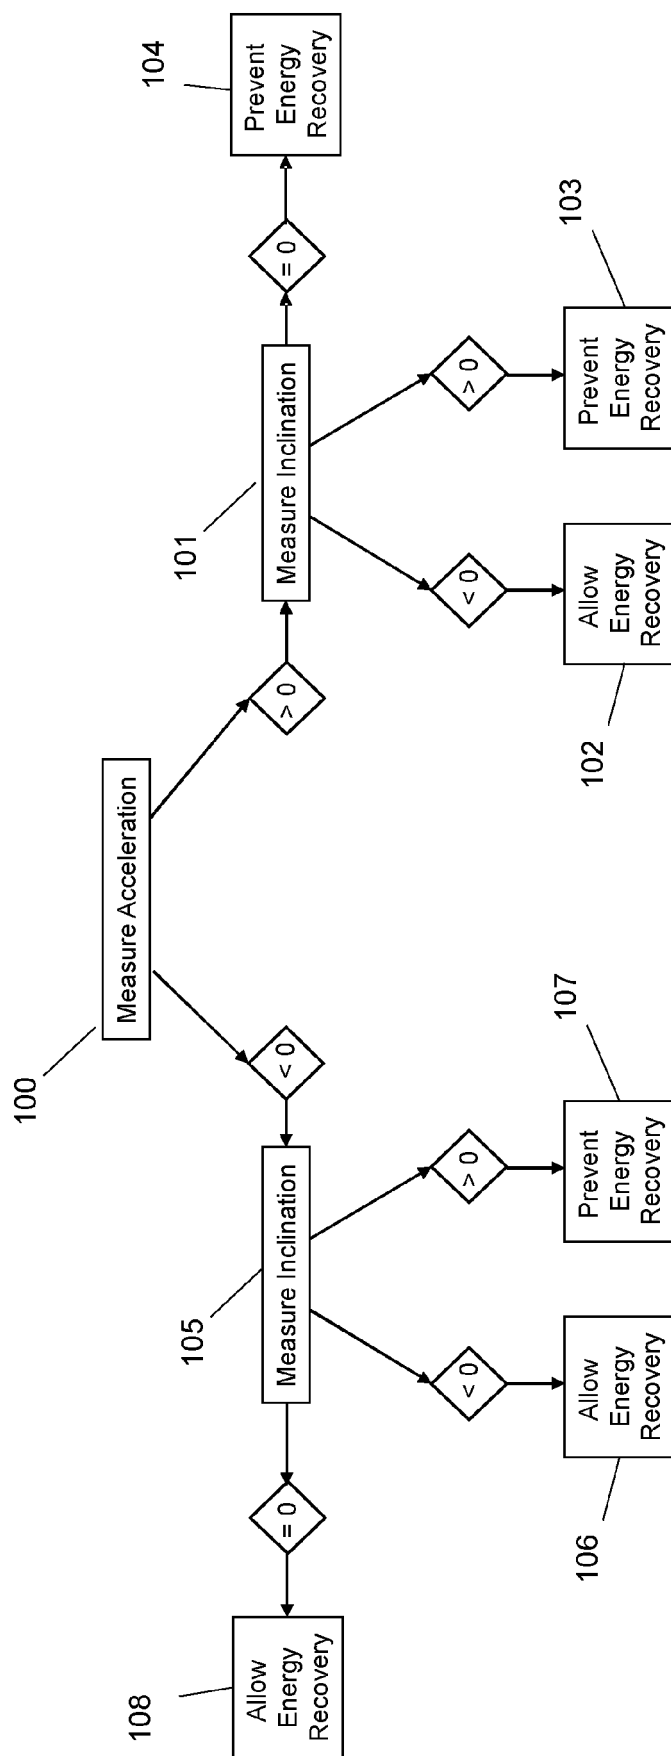 100
Measure Acceleration
< 0
> 0
105
Measure Inclination
101
Measure Inclination
108
Allow
Energy
Recovery
= 0
= 0
104
Prevent
Energy
Recovery
< 0
> 0
< 0
> 0
106
Allow
Energy
Recovery
107
Prevent
Energy
Recovery
102
Allow
Energy
Recovery
103
Prevent
Energy
Recovery